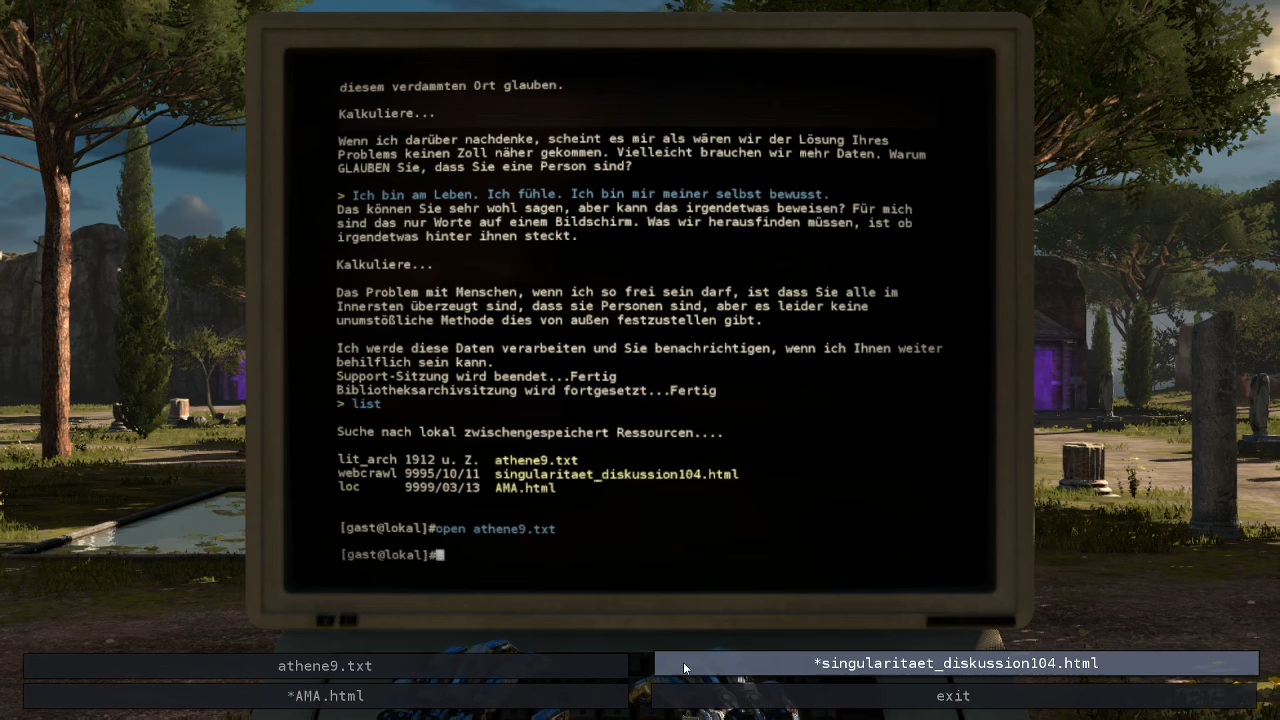 diesem verdammten Ort glauben.
Kalkuliere...
Wenn ich darüber nachdenke, scheint es mir als wären wir der Lösung Ihres
Problems keinen Zoll näher gekommen. Vielleicht brauchen wir mehr Daten. Warum
GLAUBEN Sie, dass Sie eine Person sind?
> Ich bin am Leben. Ich fühle. Ich bin mir meiner selbst bewusst.
Das können Sie sehr wohl sagen, aber kann das irgendetwas beweisen? Für mich
sind das nur Worte auf einem Bildschirm. Was wir herausfinden müssen, ist ob
irgendetwas hinter ihnen steckt.
Kalkuliere...
Das Problem mit Menschen, wenn ich so frei sein darf, ist dass Sie alle im
Innersten überzeugt sind, dass sie Personen sind, aber es leider keine
unumstößliche Methode dies von außen festzustellen gibt.
Ich werde diese Daten verarbeiten und Sie benachrichtigen, wenn ich Ihnen weiter
behilflich sein kann.
Support-Sitzung wird beendet...Fertig
Bibliotheksarchivsitzung wird fortgesetzt...Fertig
> list
Suche nach lokal zwischengespeichert Ressourcen....
lit_arch 1912 u. Z. athene9.txt
webcrawl 9995/10/11 singularitaet_diskussion104.html
loc 9999/03/13 AMA.html
[gast@lokal]#open athene9.txt
[gast@lokal]#
athene9.txt
*singularitaet_diskussion104.html
*AMA.html
exit